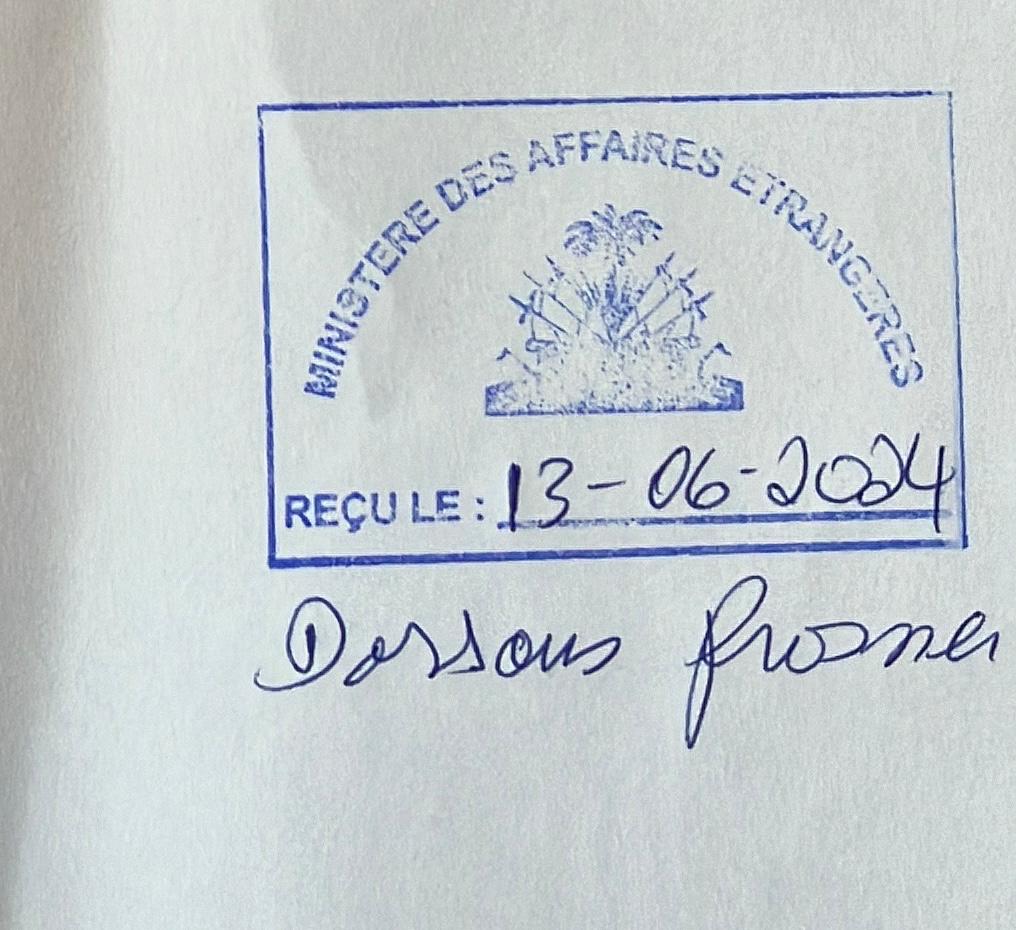 MINISTERE DES AFFAIRES ETRANGERES
REÇU LE : 13-06-2024